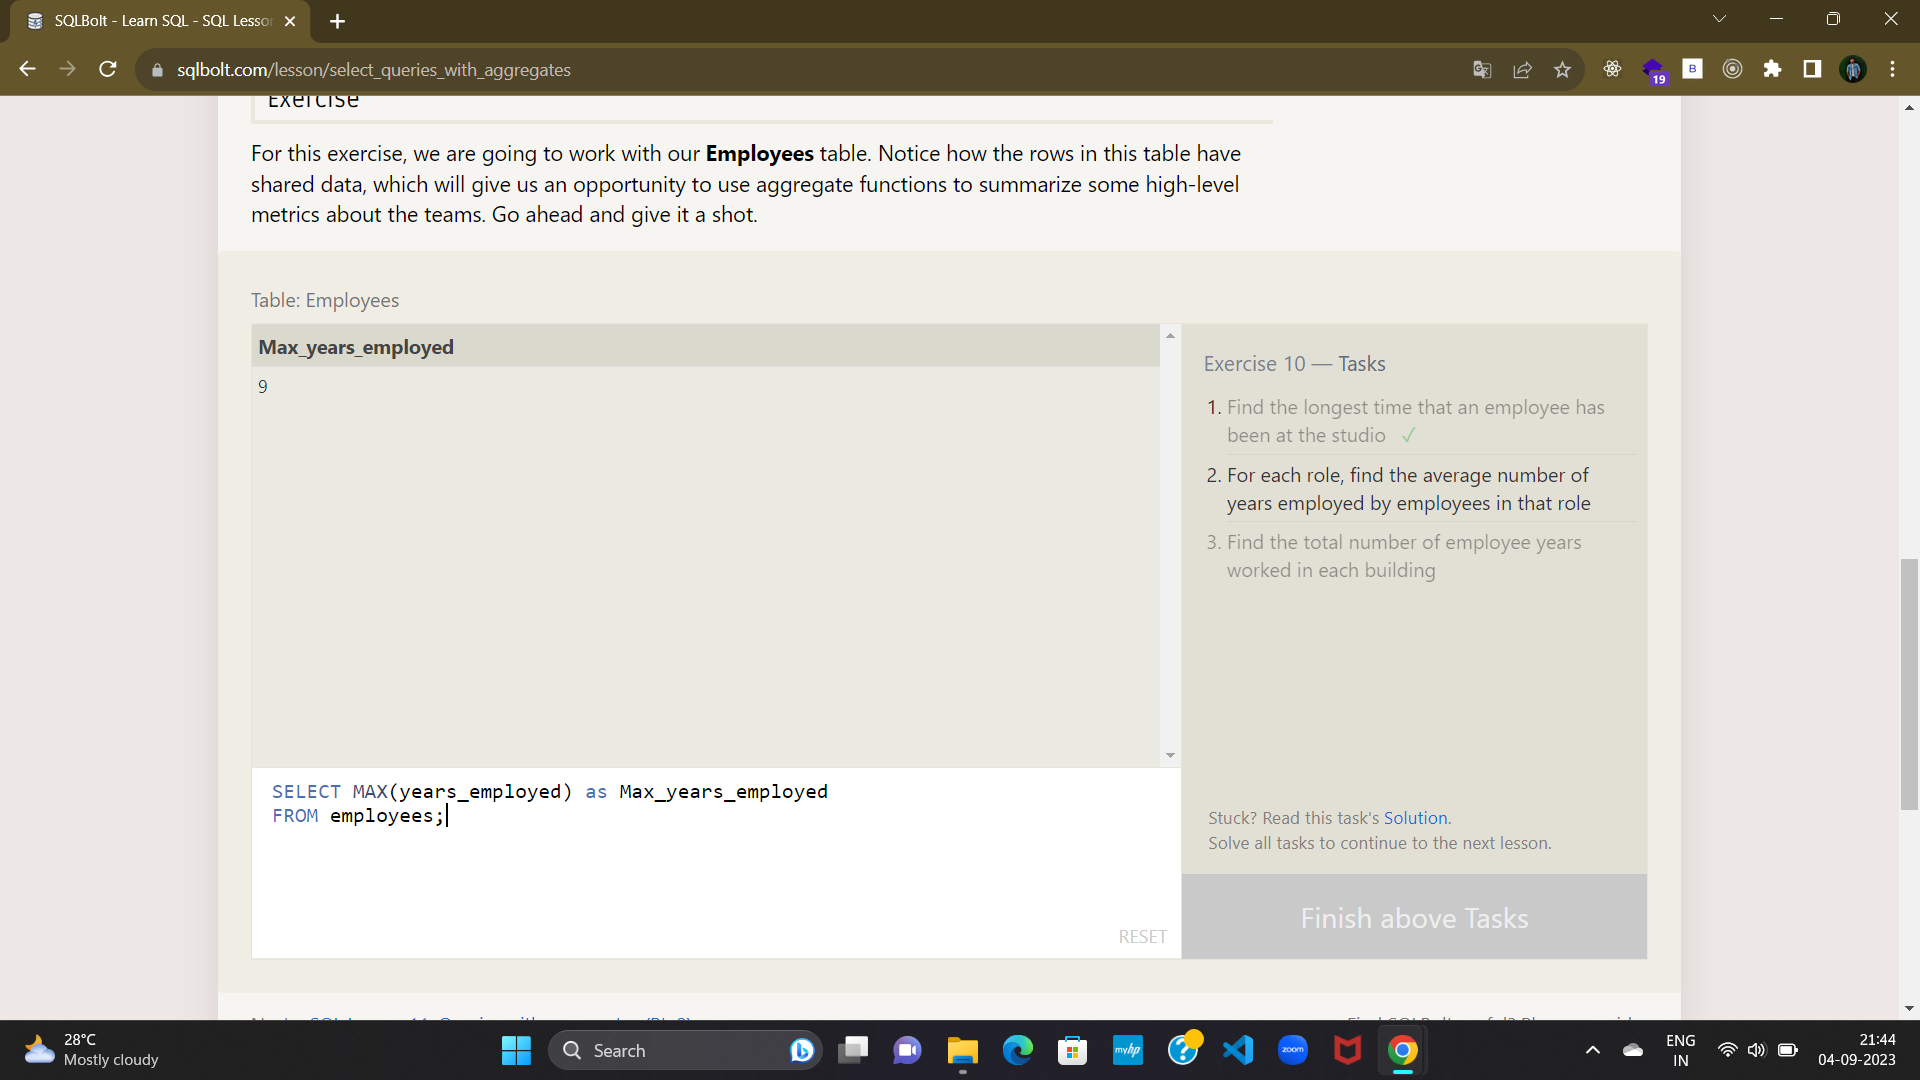 SQLBolt - Learn SQL - SQL Lesson
sqlbolt.com/lesson/select_queries_with_aggregates
19
B
Exercise
For this exercise, we are going to work with our Employees table. Notice how the rows in this table have
shared data, which will give us an opportunity to use aggregate functions to summarize some high-level
metrics about the teams. Go ahead and give it a shot.
Table: Employees
Max_years_employed
9
Exercise 10 — Tasks
1. Find the longest time that an employee has
been at the studio ✓
2. For each role, find the average number of
years employed by employees in that role
3. Find the total number of employee years
worked in each building
SELECT MAX(years_employed) as Max_years_employed
FROM employees;
RESET
Stuck? Read this task's Solution.
Solve all tasks to continue to the next lesson.
Finish above Tasks
28°C
Mostly cloudy
Search
myhp
zoom
ENG
IN
21:44
04-09-2023